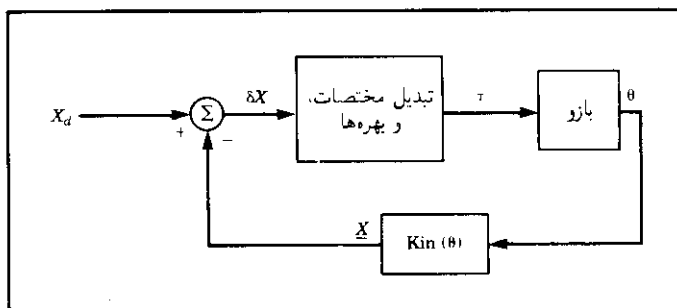 X_d
+
Σ
−
δX
تبدیل مختصات،
و بهره‌ها
τ
بازو
θ
Kin (θ)
X